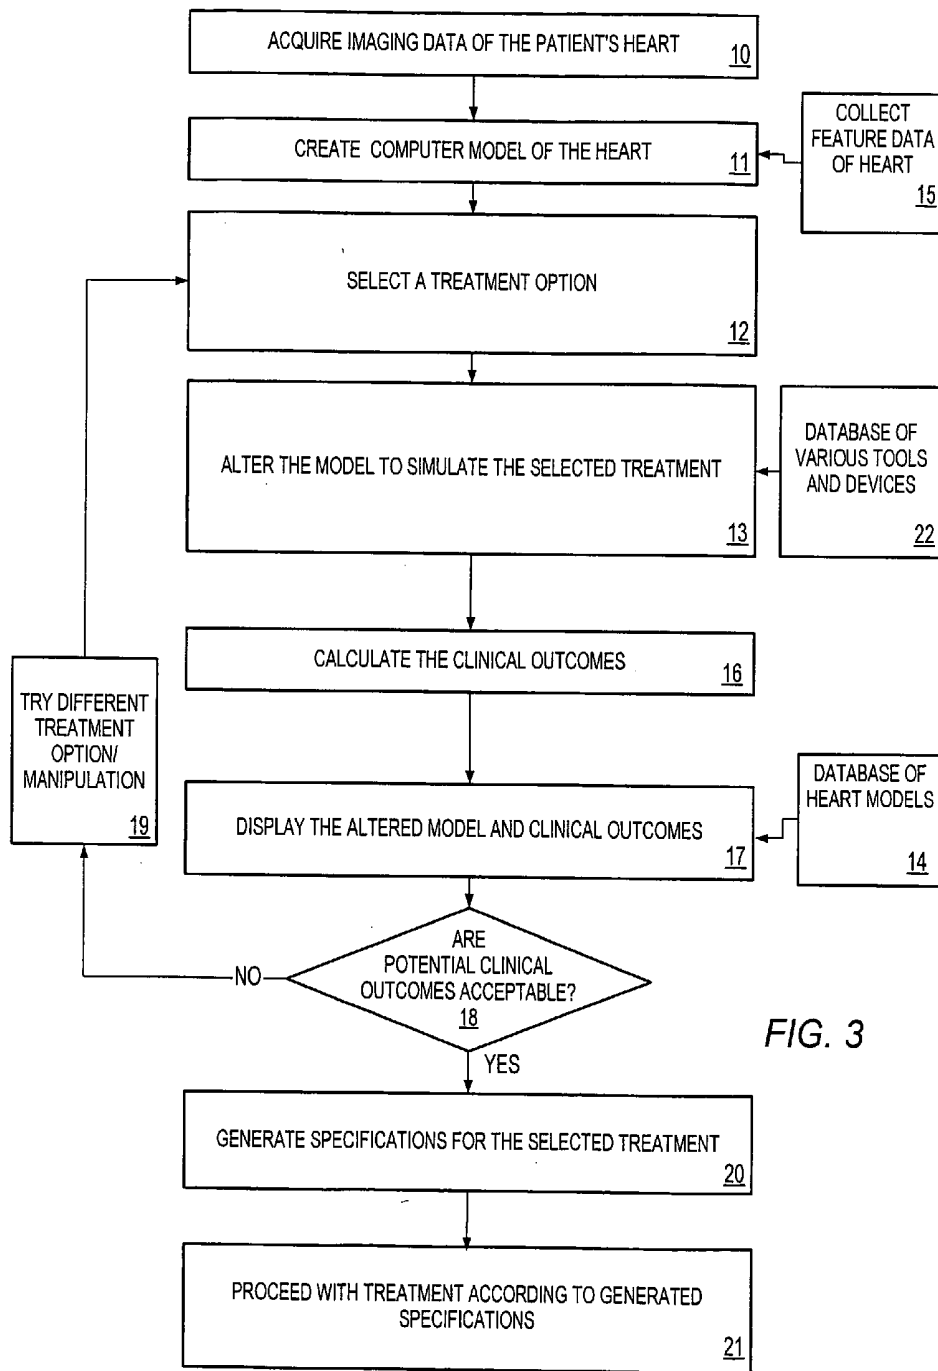 ACQUIRE IMAGING DATA OF THE PATIENT'S HEART
10
CREATE COMPUTER MODEL OF THE HEART
11
COLLECT
FEATURE DATA
OF HEART
15
SELECT A TREATMENT OPTION
12
ALTER THE MODEL TO SIMULATE THE SELECTED TREATMENT
13
DATABASE OF
VARIOUS TOOLS
AND DEVICES
22
CALCULATE THE CLINICAL OUTCOMES
16
TRY DIFFERENT
TREATMENT
OPTION/
MANIPULATION
19
DISPLAY THE ALTERED MODEL AND CLINICAL OUTCOMES
17
DATABASE OF
HEART MODELS
14
ARE
POTENTIAL CLINICAL
OUTCOMES ACCEPTABLE?
18
NO
YES
FIG. 3
GENERATE SPECIFICATIONS FOR THE SELECTED TREATMENT
20
PROCEED WITH TREATMENT ACCORDING TO GENERATED
SPECIFICATIONS
21